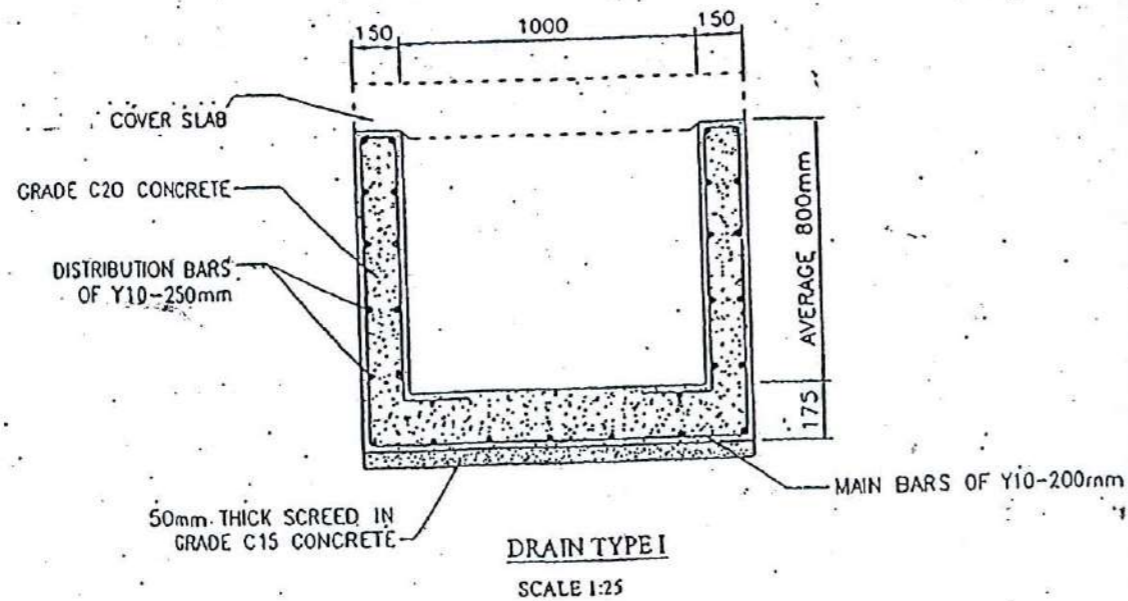 150 1000 150
COVER SLAB
GRADE C20 CONCRETE
DISTRIBUTION BARS
OF Y10-250mm
AVERAGE 800mm
175
MAIN BARS OF Y10-200mm
50mm THICK SCREED IN
GRADE C15 CONCRETE
DRAIN TYPE I
SCALE 1:25